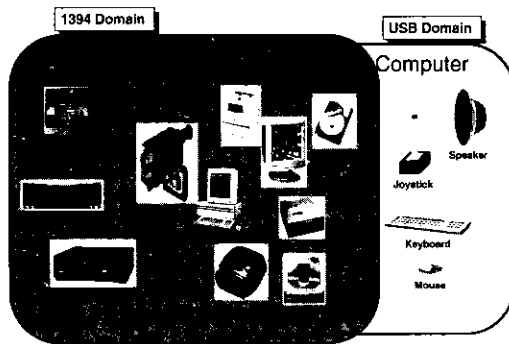 1394 Domain
USB Domain
Computer
Speaker
Joystick
Keyboard
Mouse